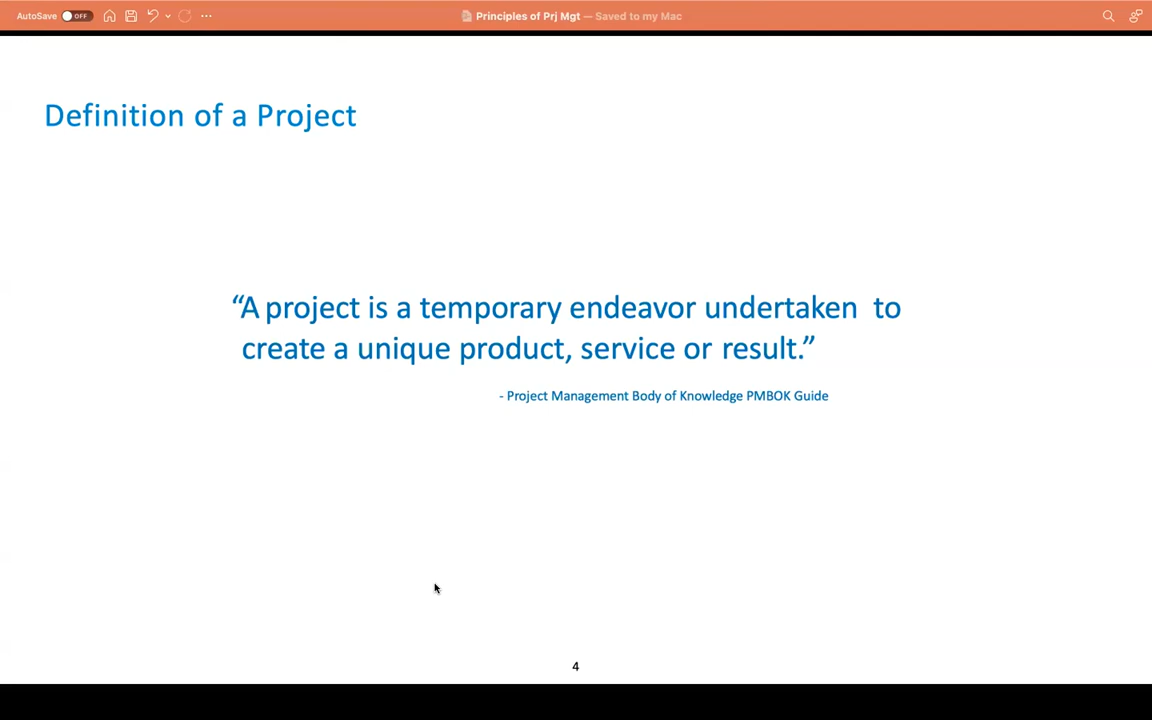 AutoSave OFF Principles of Prj Mgt — Saved to my Mac
Definition of a Project
“A project is a temporary endeavor undertaken to
create a unique product, service or result.”
- Project Management Body of Knowledge PMBOK Guide
4